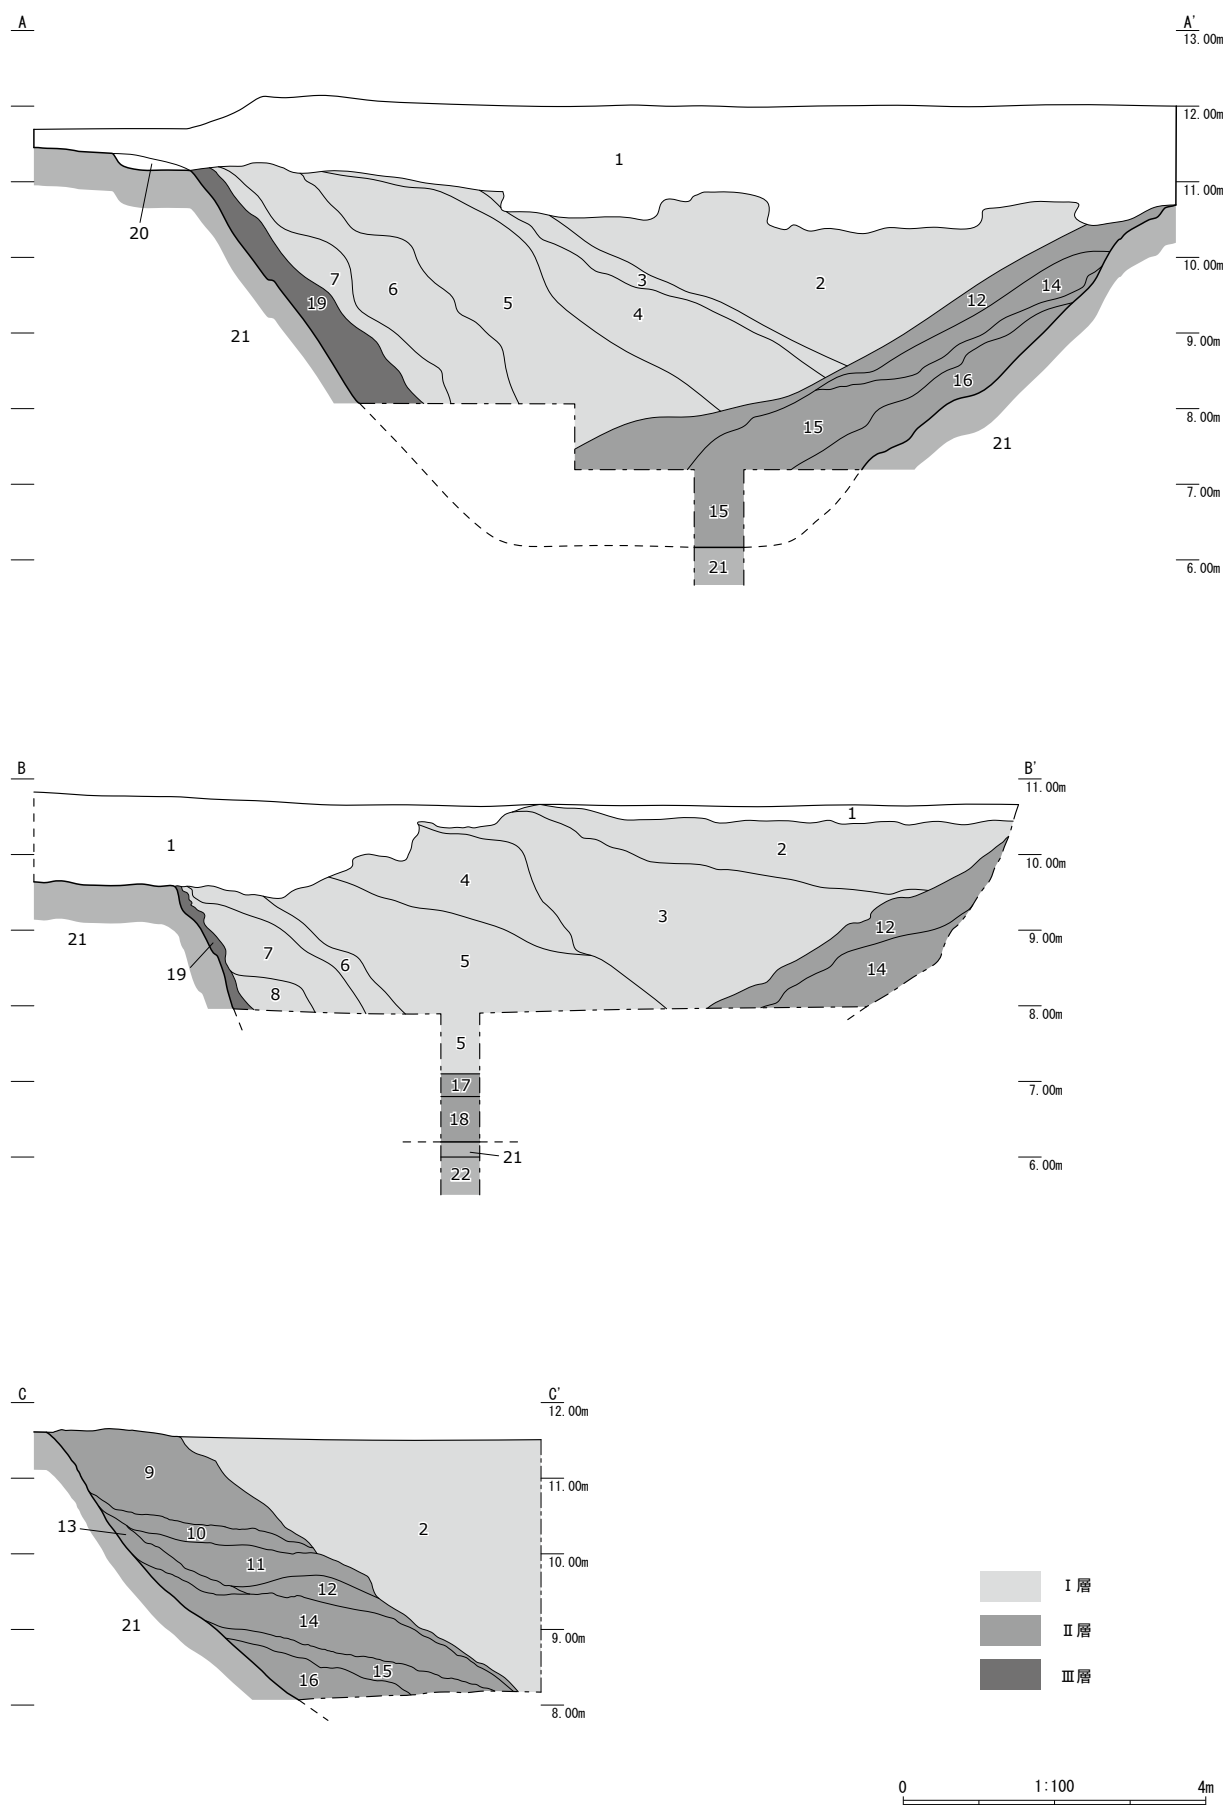 A A'
13.00m
12.00m
1
11.00m
20
10.00m
7 6 5 3 4 2 12 14
19
21
9.00m
16
8.00m
15
21
7.00m
15
21
6.00m
B B'
11.00m
1
1 2
10.00m
4
3
12
21 7 6 5
9.00m
19 8 14
8.00m
5
17
7.00m
18
21
22
6.00m
C C'
12.00m
9
11.00m
13 10 2
11
10.00m
12
21 14
9.00m
16 15
8.00m
Ⅰ層
Ⅱ層
Ⅲ層
0 1:100 4m